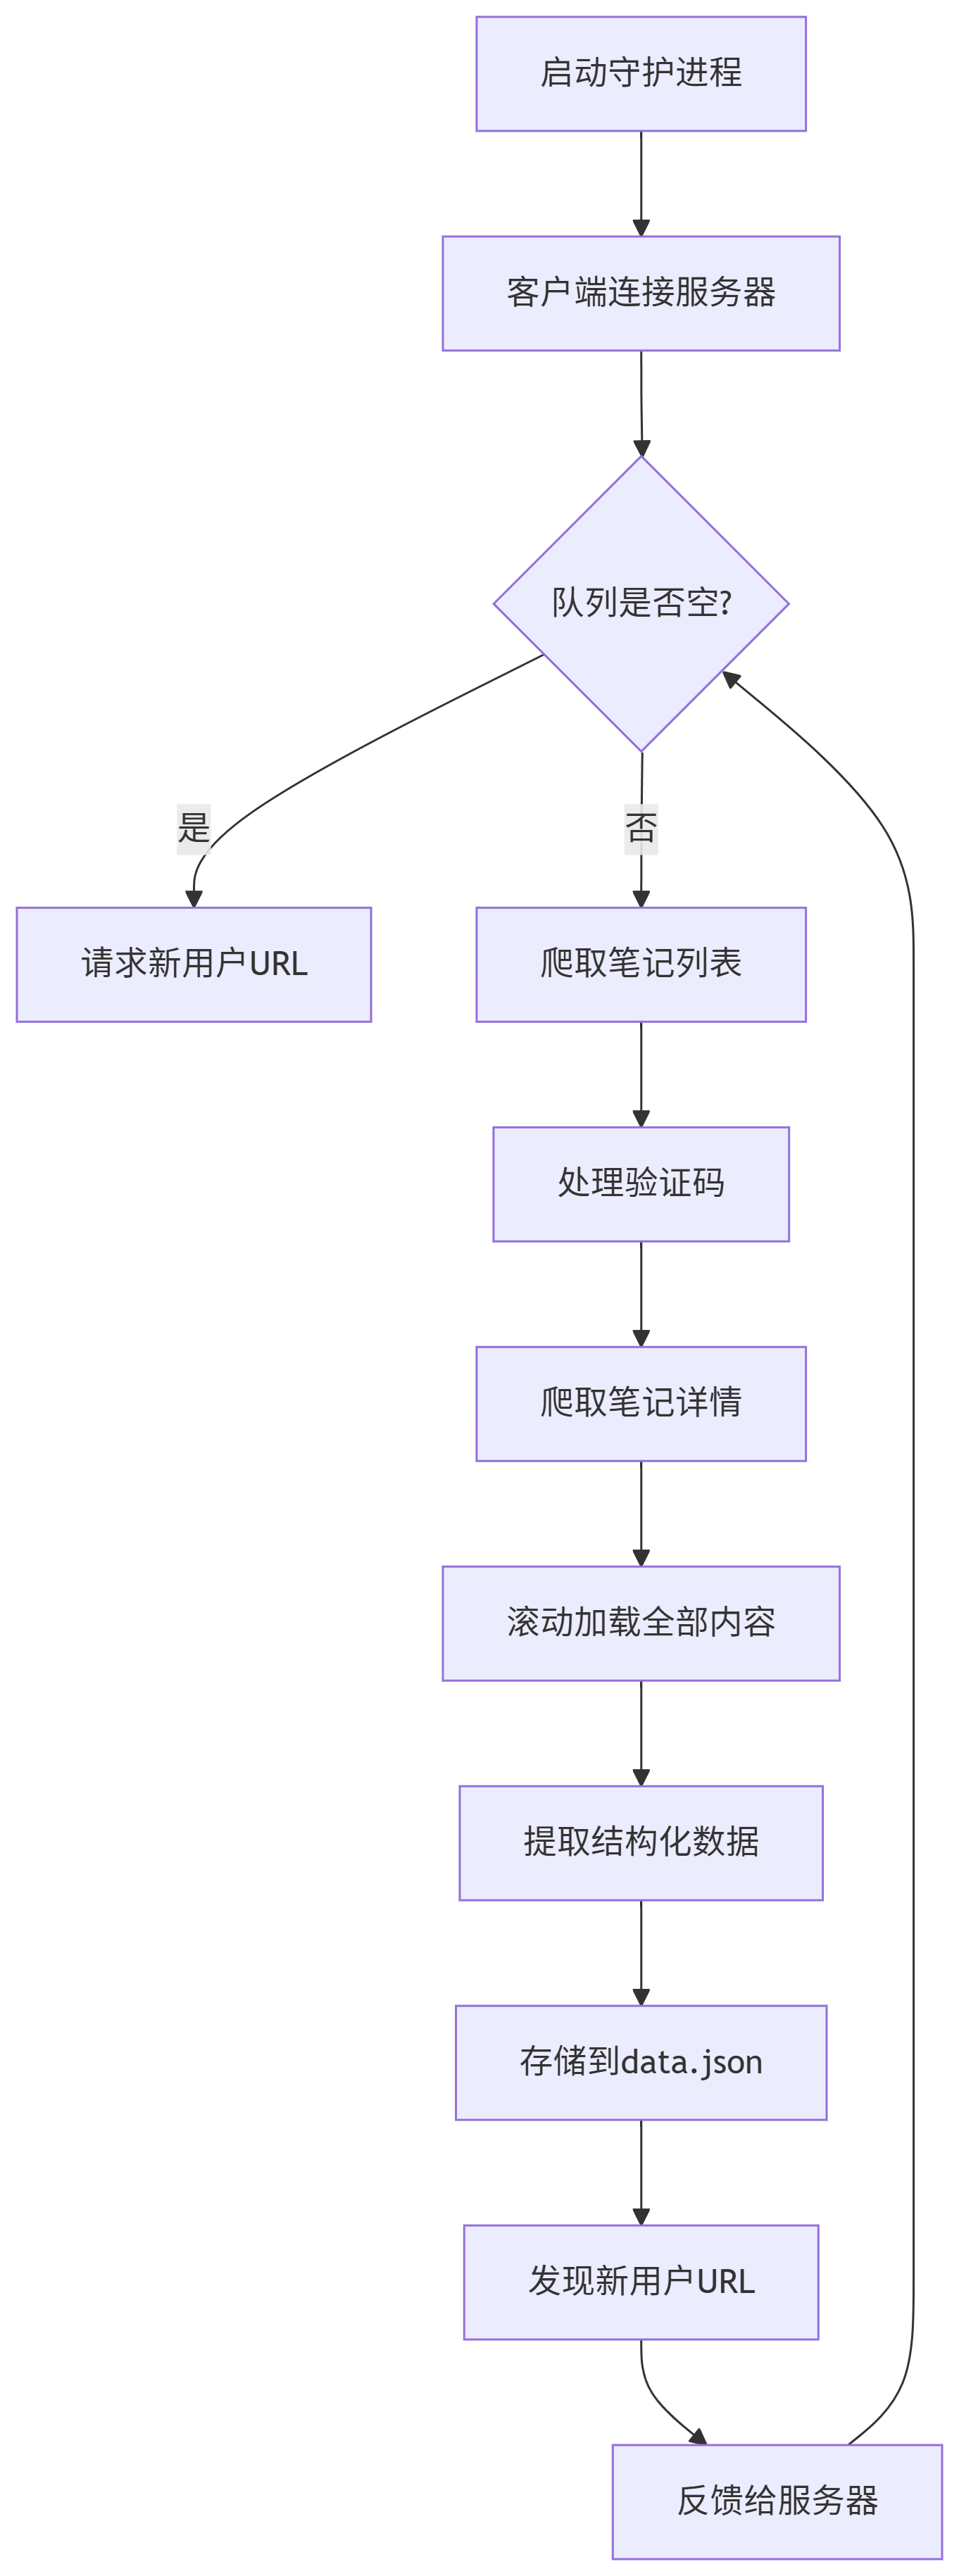 启动守护进程
客户端连接服务器
队列是否空?
是
否
请求新用户URL
爬取笔记列表
处理验证码
爬取笔记详情
滚动加载全部内容
提取结构化数据
存储到data.json
发现新用户URL
反馈给服务器